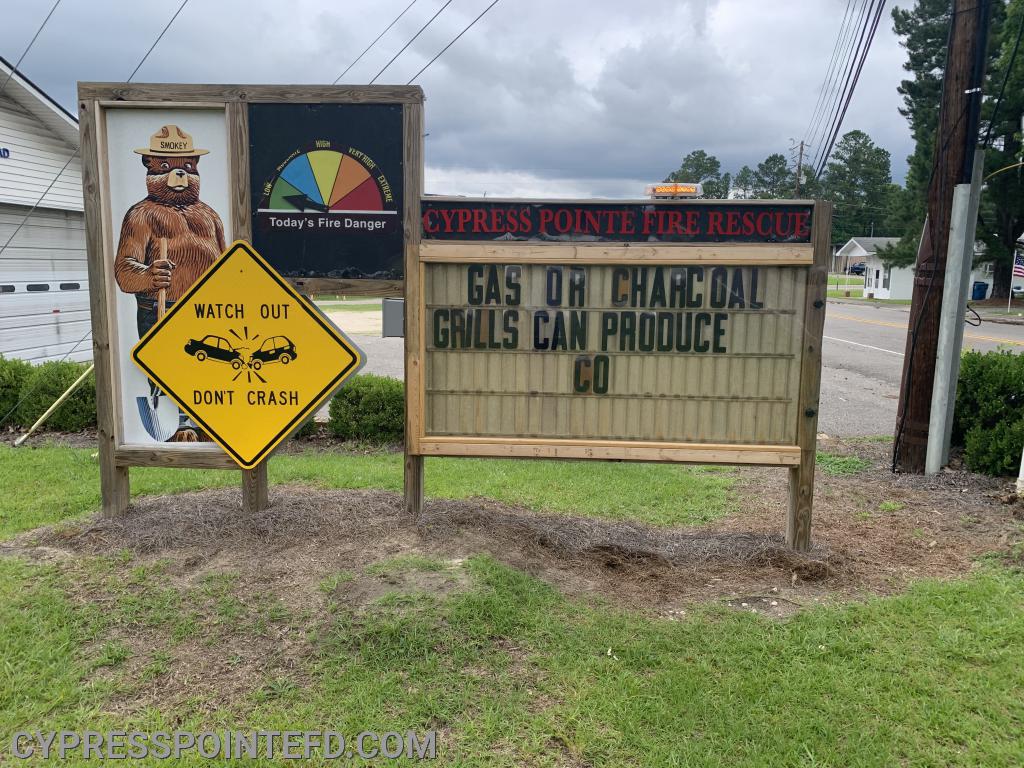 SMOKEY
LOW
MODERATE
HIGH
VERY HIGH
EXTREME
Today's Fire Danger
WATCH OUT
DON'T CRASH
CYPRESS POINTE FIRE RESCUE
GAS OR CHARCOAL
GRILLS CAN PRODUCE
CO
CYPRESSPOINTEFD.COM